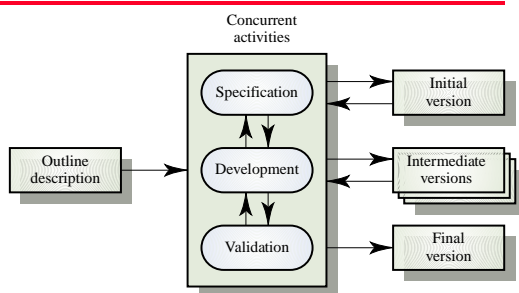 Concurrent
activities
Specification
Initial
version
Outline
description
Development
Intermediate
versions
Validation
Final
version